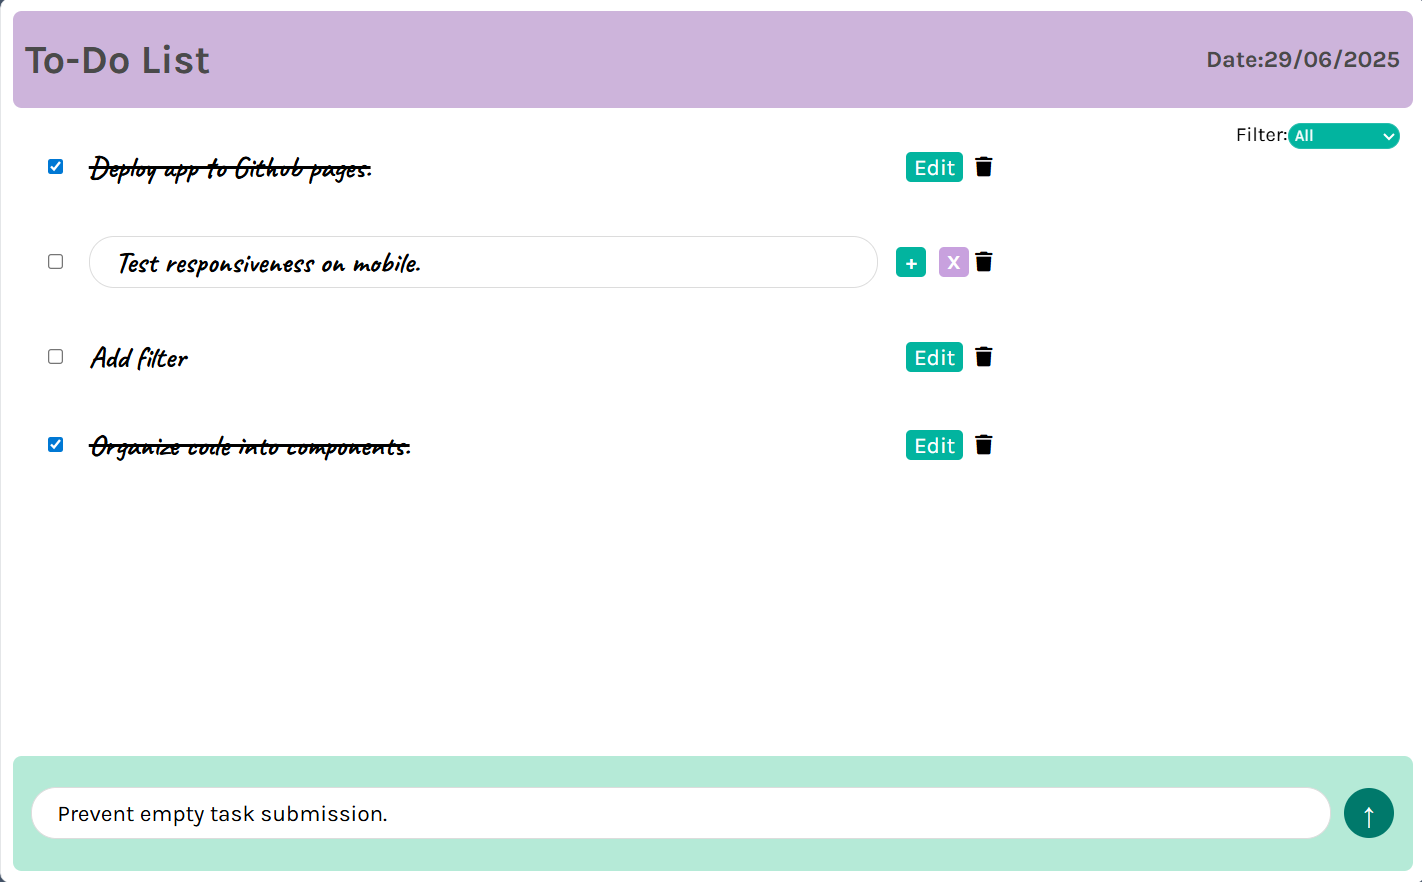 To-Do List
Date:29/06/2025
Filter: All
Deploy app to Github pages. Edit
Test responsiveness on mobile. + X
Add filter Edit
Organize code into components. Edit
Prevent empty task submission. ↑